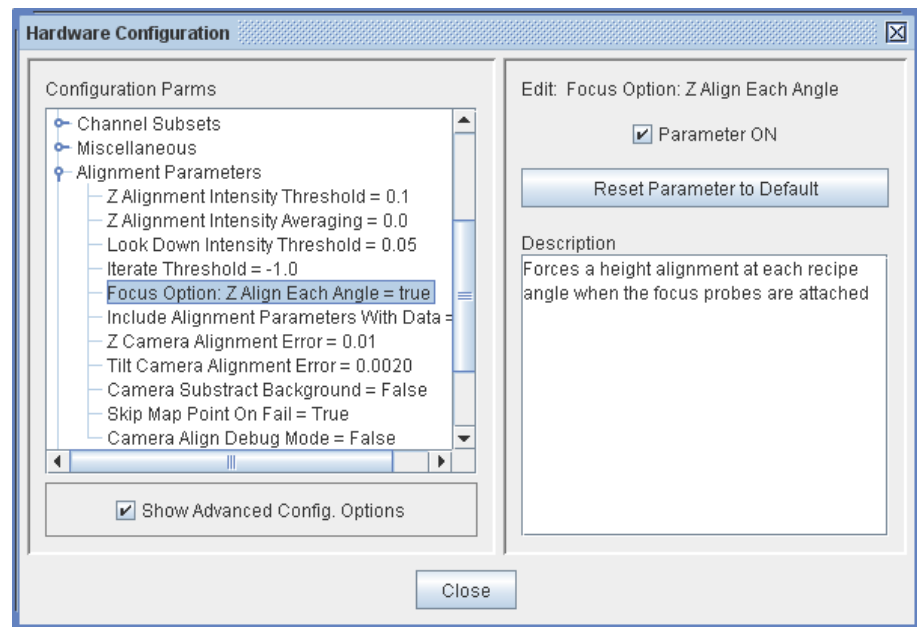 Hardware Configuration
Configuration Parms
Channel Subsets
Miscellaneous
Alignment Parameters
Z Alignment Intensity Threshold = 0.1
Z Alignment Intensity Averaging = 0.0
Look Down Intensity Threshold = 0.05
Iterate Threshold = -1.0
Focus Option: Z Align Each Angle = true
Include Alignment Parameters With Data =
Z Camera Alignment Error = 0.01
Tilt Camera Alignment Error = 0.0020
Camera Substract Background = False
Skip Map Point On Fail = True
Camera Align Debug Mode = False
Show Advanced Config. Options
Edit: Focus Option: Z Align Each Angle
Parameter ON
Reset Parameter to Default
Description
Forces a height alignment at each recipe
angle when the focus probes are attached
Close